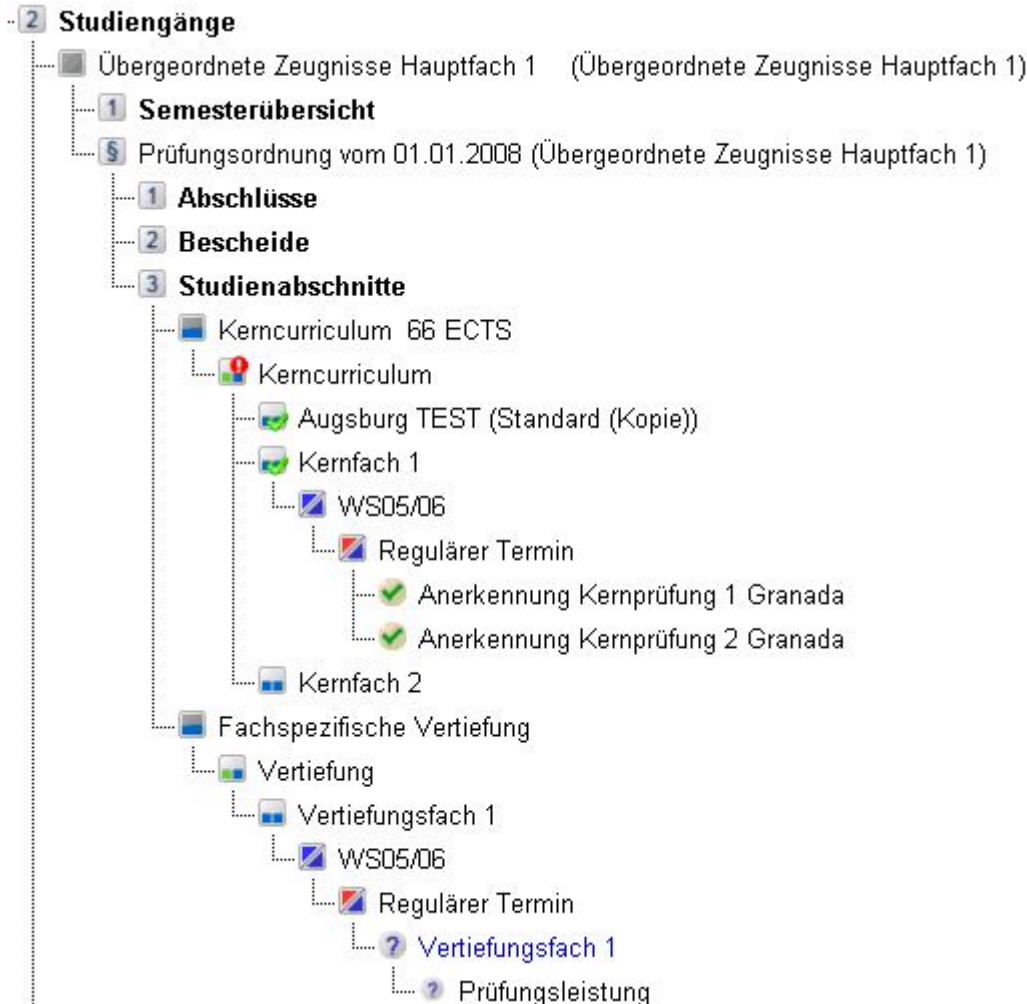 2 Studiengänge
Übergeordnete Zeugnisse Hauptfach 1 (Übergeordnete Zeugnisse Hauptfach 1)
1 Semesterübersicht
§ Prüfungsordnung vom 01.01.2008 (Übergeordnete Zeugnisse Hauptfach 1)
1 Abschlüsse
2 Bescheide
3 Studienabschnitte
Kerncurriculum 66 ECTS
Kerncurriculum
Augsburg TEST (Standard (Kopie))
Kernfach 1
WS05/06
Regulärer Termin
Anerkennung Kernprüfung 1 Granada
Anerkennung Kernprüfung 2 Granada
Kernfach 2
Fachspezifische Vertiefung
Vertiefung
Vertiefungsfach 1
WS05/06
Regulärer Termin
? Vertiefungsfach 1
? Prüfungsleistung